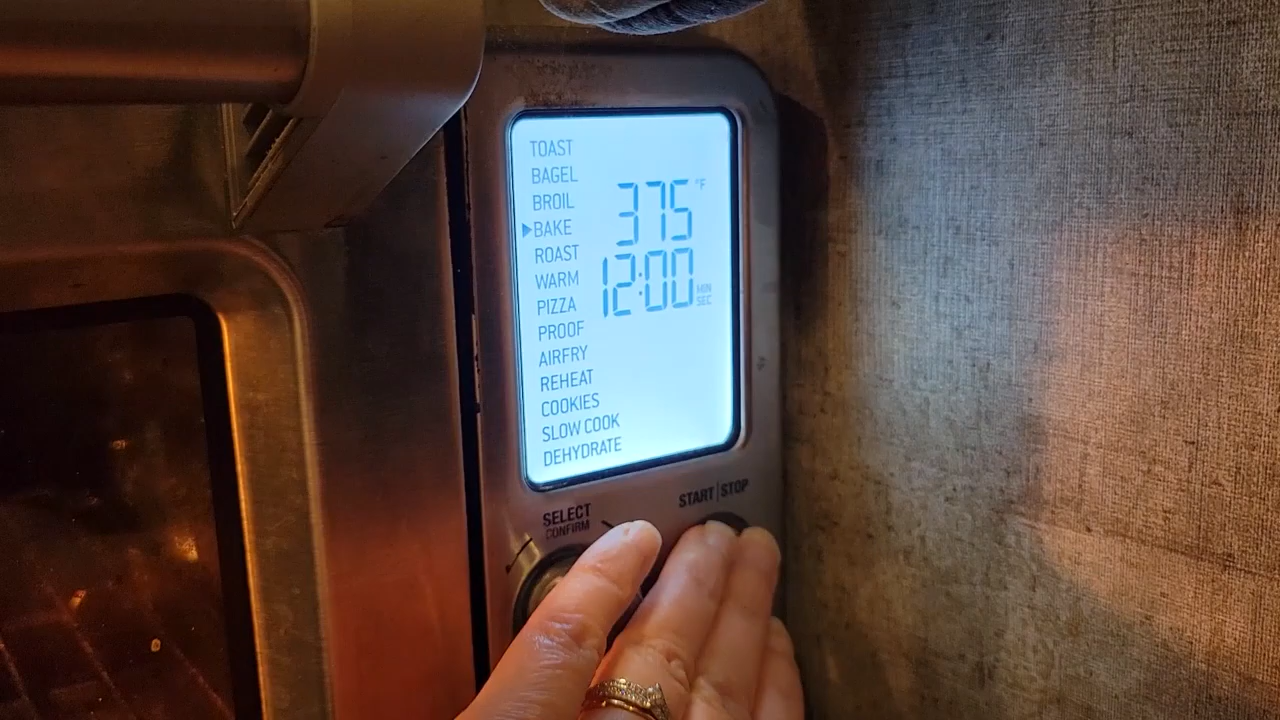 TOAST
BAGEL
BROIL
BAKE
ROAST
WARM
PIZZA
PROOF
AIRFRY
REHEAT
COOKIES
SLOW COOK
DEHYDRATE
375 °F
12:00 MIN SEC
SELECT
CONFIRM
START|STOP